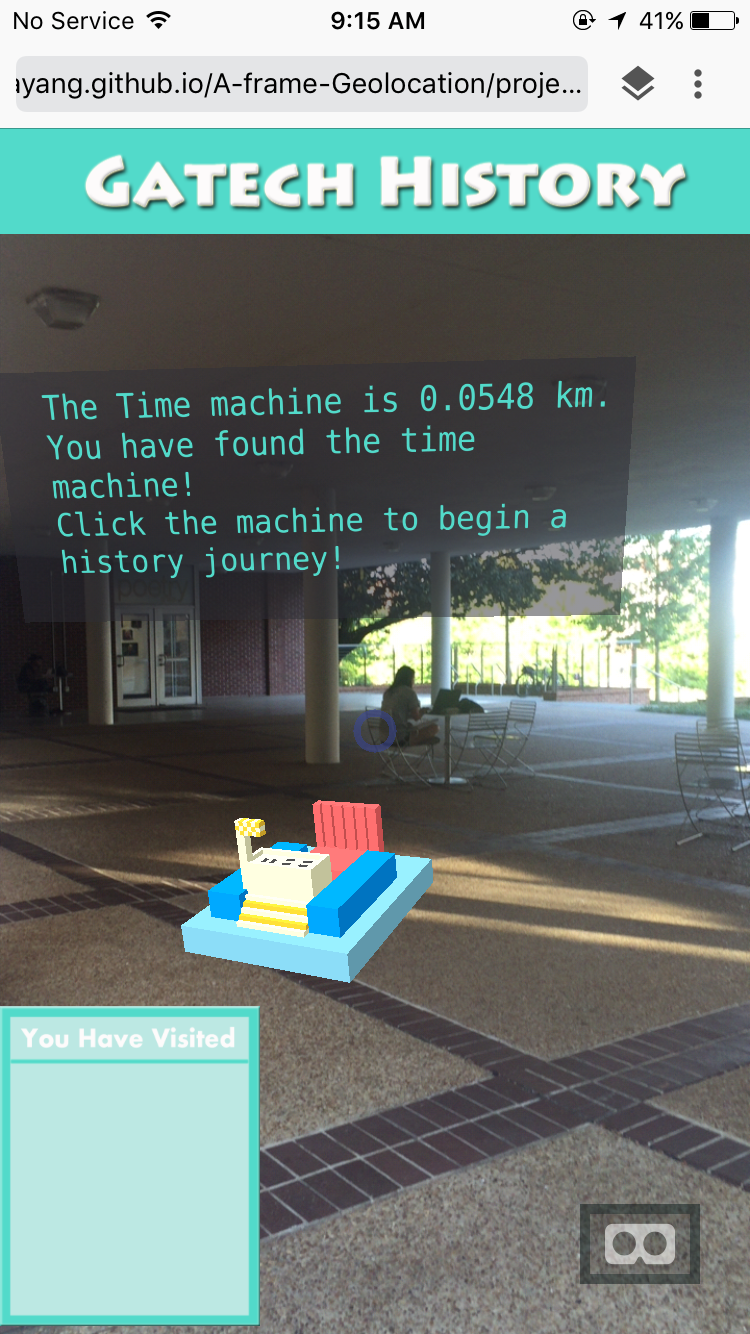 No Service 9:15 AM 41%
ayang.github.io/A-frame-Geolocation/proje...
GATECH HISTORY
The Time machine is 0.0548 km.
You have found the time
machine!
Click the machine to begin a
history journey!
poetry
You Have Visited